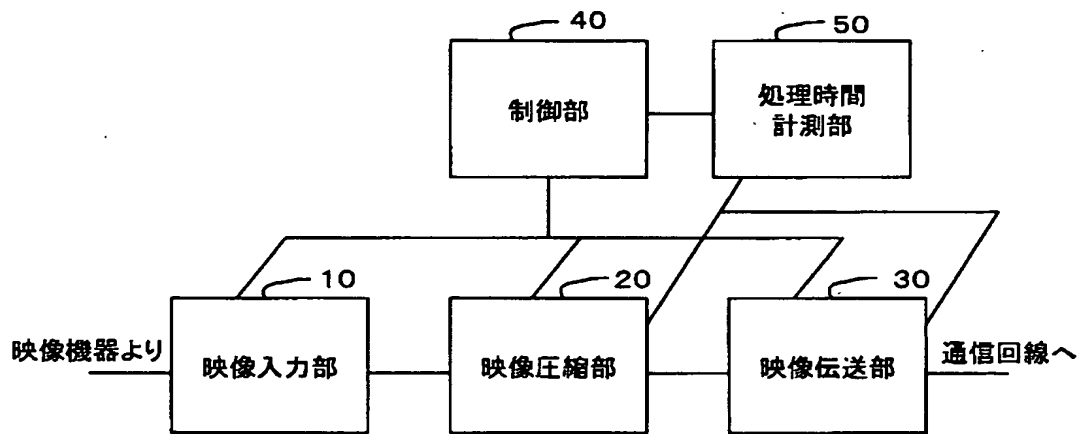 40
50
制御部
処理時間
計測部
10
20
30
映像機器より
映像入力部
映像圧縮部
映像伝送部
通信回線へ